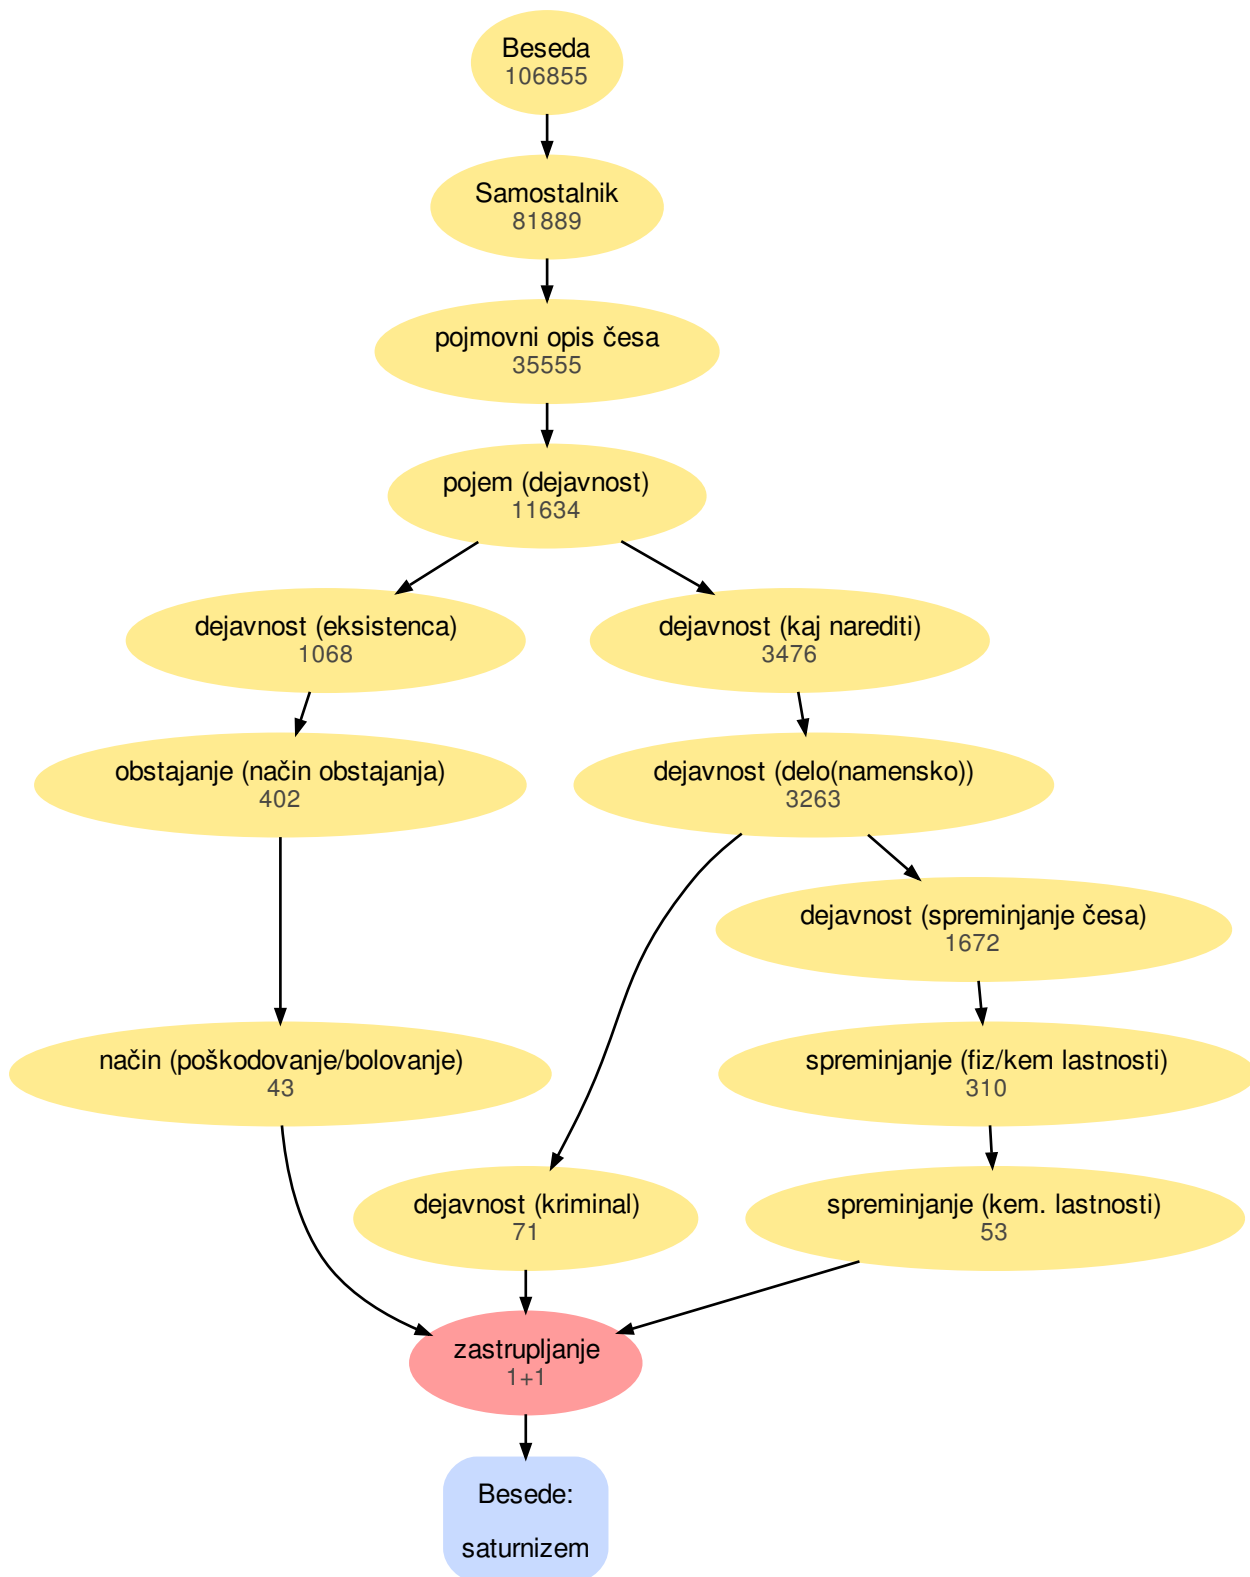 Beseda
106855
Samostalnik
81889
pojmovni opis česa
35555
pojem (dejavnost)
11634
dejavnost (eksistenca)
1068
dejavnost (kaj narediti)
3476
obstajanje (način obstajanja)
402
dejavnost (delo(namensko))
3263
dejavnost (spreminjanje česa)
1672
način (poškodovanje/bolovanje)
43
spreminjanje (fiz/kem lastnosti)
310
dejavnost (kriminal)
71
spreminjanje (kem. lastnosti)
53
zastrupljanje
1+1
Besede:
saturnizem